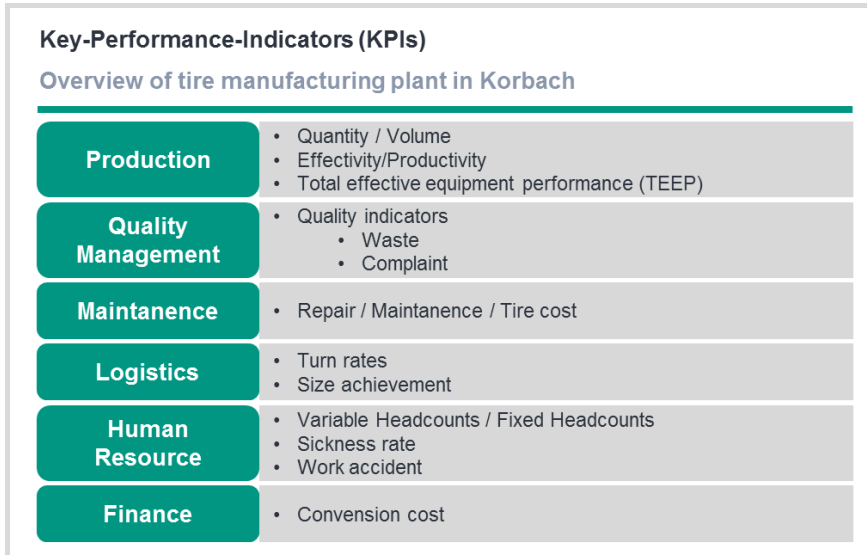 Key-Performance-Indicators (KPIs)
Overview of tire manufacturing plant in Korbach
Production
• Quantity / Volume
• Effectivity/Productivity
• Total effective equipment performance (TEEP)
Quality
Management
• Quality indicators
• Waste
• Complaint
Maintanence
• Repair / Maintanence / Tire cost
Logistics
• Turn rates
• Size achievement
Human
Resource
• Variable Headcounts / Fixed Headcounts
• Sickness rate
• Work accident
Finance
• Convension cost